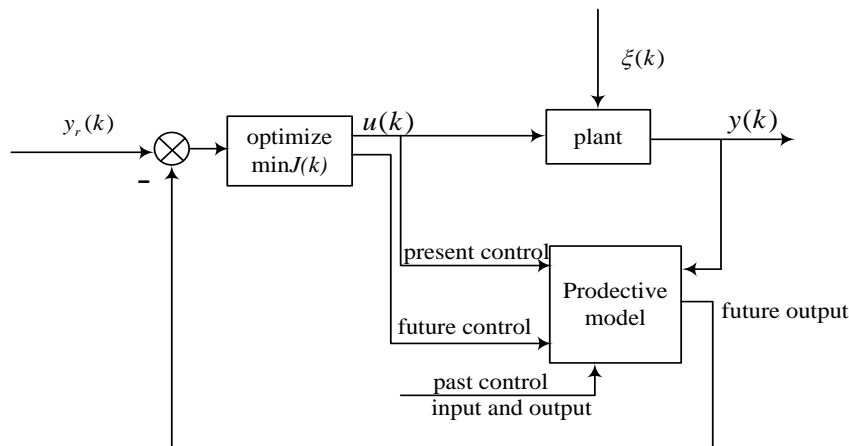 ξ(k)
y_r(k)
optimize
minJ(k)
u(k)
plant
y(k)
-
present control
Prodective
model
future output
future control
past control
input and output